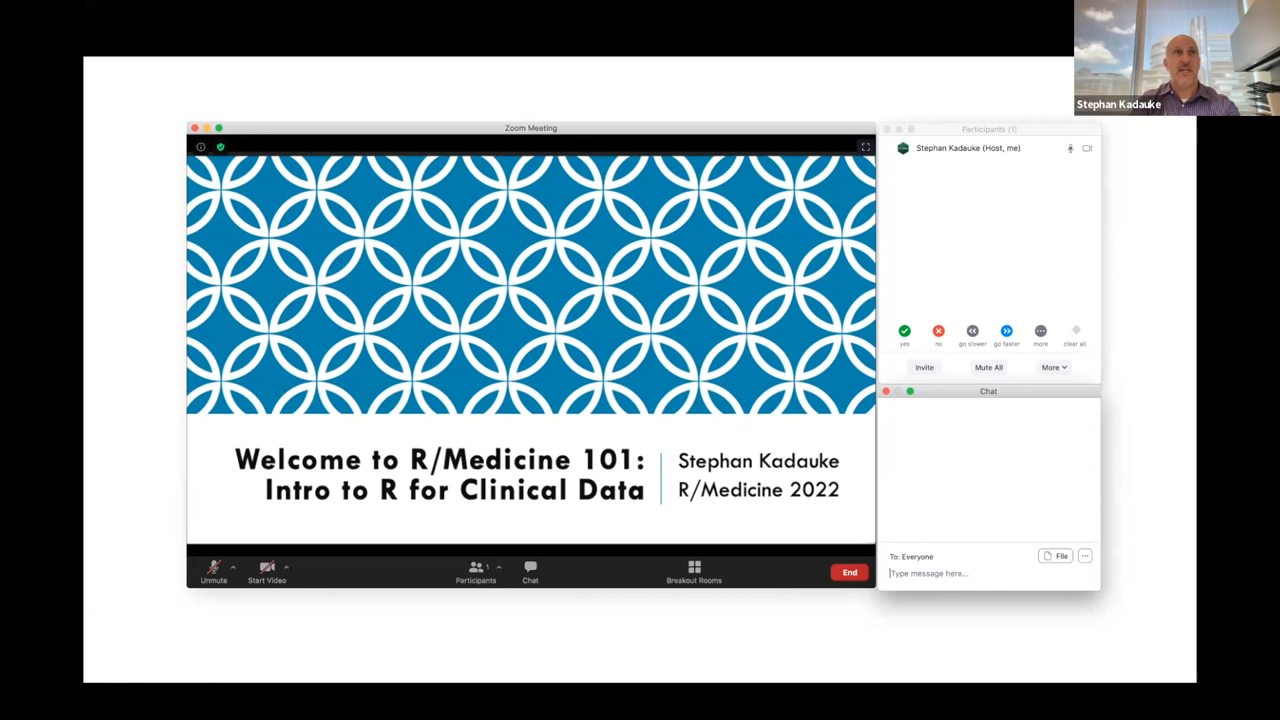 Stephan Kadauke
Zoom Meeting
Participants (1)
Stephan Kadauke (Host, me)
yes
no
go slower
go faster
more
clear all
Invite
Mute All
More
Chat
Welcome to R/Medicine 101:
Intro to R for Clinical Data
Stephan Kadauke
R/Medicine 2022
To: Everyone
File
Type message here...
Unmute
Start Video
Participants
1
Chat
Breakout Rooms
End